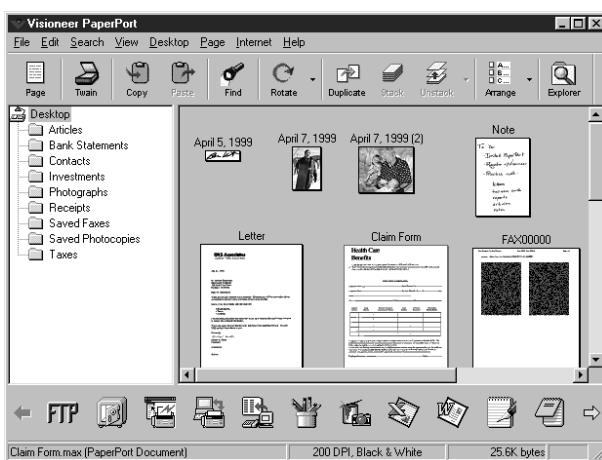 Visioneer PaperPort
File Edit Search View Desktop Page Internet Help
Page Twain Copy Paste Find Rotate Duplicate Stack Unstack Arrange Explorer
Desktop
Articles
Bank Statements
Contacts
Investments
Photographs
Receipts
Saved Faxes
Saved Photocopies
Taxes
April 5, 1999
April 7, 1999
April 7, 1999 (2)
Note
Letter
Claim Form
Health Care
Benefits
FAX00000
FTP
Claim Form.max (PaperPort Document) 200 DPI, Black & White 25.6K bytes